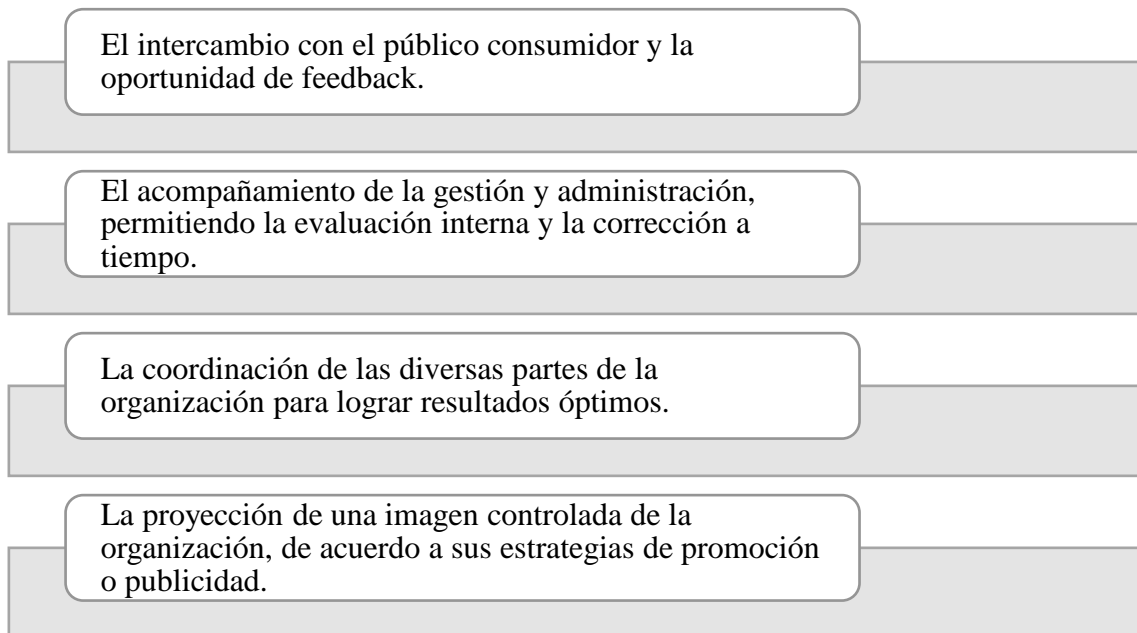 El intercambio con el público consumidor y la
oportunidad de feedback.
El acompañamiento de la gestión y administración,
permitiendo la evaluación interna y la corrección a
tiempo.
La coordinación de las diversas partes de la
organización para lograr resultados óptimos.
La proyección de una imagen controlada de la
organización, de acuerdo a sus estrategias de promoción
o publicidad.